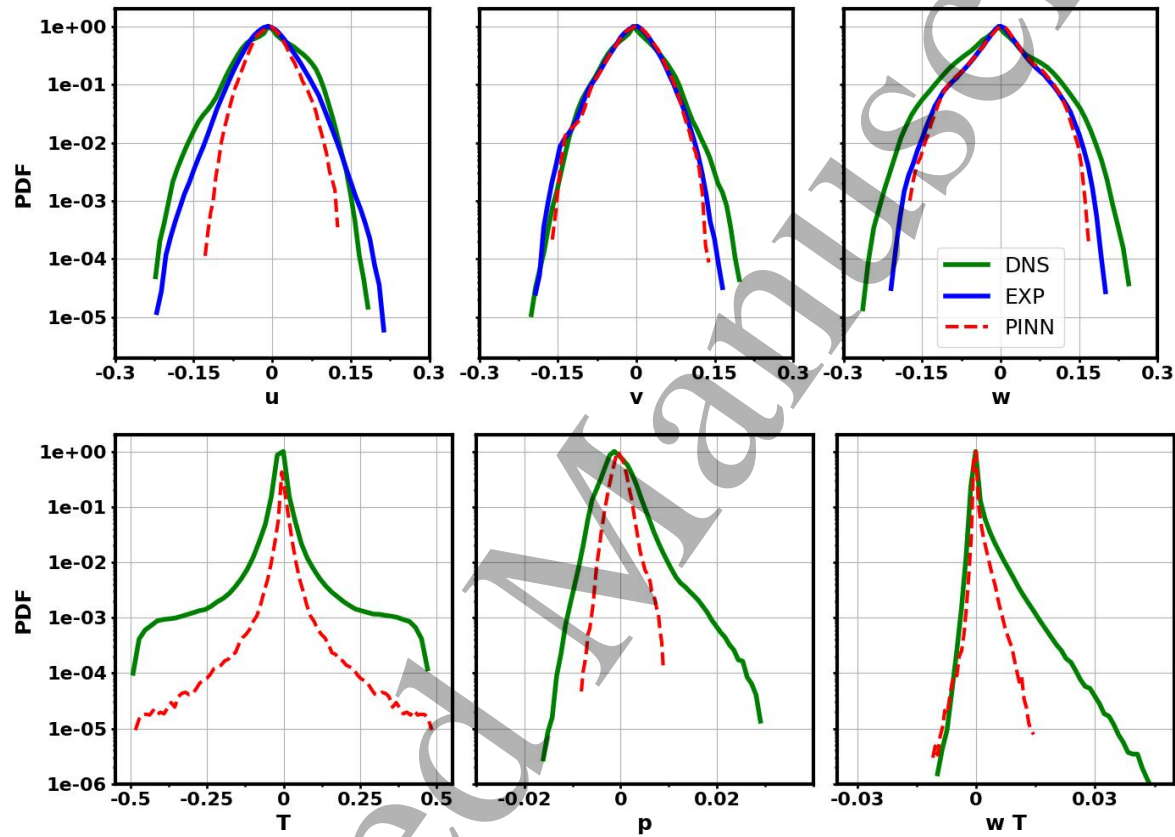 1e+00
1e-01
1e-02
1e-03
1e-04
1e-05
PDF
-0.3 -0.15 0 0.15 0.3
u
-0.3 -0.15 0 0.15 0.3
v
DNS
EXP
PINN
-0.3 -0.15 0 0.15 0.3
w
1e+00
1e-01
1e-02
1e-03
1e-04
1e-05
1e-06
PDF
-0.5 -0.25 0 0.25 0.5
T
-0.02 0 0.02
p
-0.03 0 0.03
w T
ed Manusc